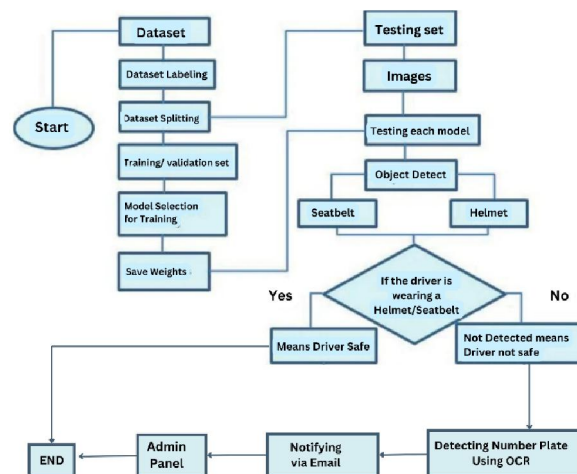 Dataset
Testing set
Dataset Labeling
Images
Start
Dataset Splitting
Testing each model
Training/ validation set
Object Detect
Model Selection
for Training
Seatbelt
Helmet
Save Weights
If the driver is
wearing a
Helmet/Seatbelt
Yes
No
Means Driver Safe
Not Detected means
Driver not safe
END
Admin
Panel
Notifying
via Email
Detecting Number Plate
Using OCR